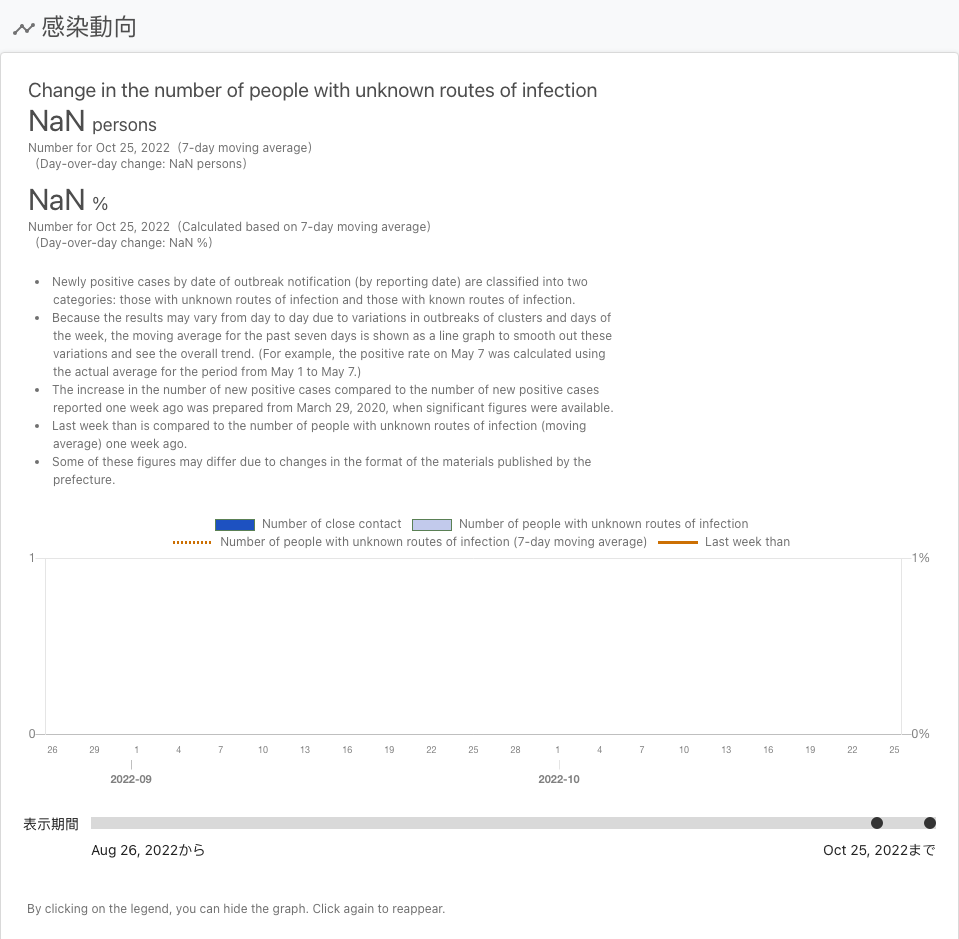 感染動向
Change in the number of people with unknown routes of infection
NaN persons
Number for Oct 25, 2022（7-day moving average）
（Day-over-day change: NaN persons）
NaN %
Number for Oct 25, 2022（Calculated based on 7-day moving average）
（Day-over-day change: NaN %）
• Newly positive cases by date of outbreak notification (by reporting date) are classified into two
categories: those with unknown routes of infection and those with known routes of infection.
• Because the results may vary from day to day due to variations in outbreaks of clusters and days of
the week, the moving average for the past seven days is shown as a line graph to smooth out these
variations and see the overall trend. (For example, the positive rate on May 7 was calculated using
the actual average for the period from May 1 to May 7.)
• The increase in the number of new positive cases compared to the number of new positive cases
reported one week ago was prepared from March 29, 2020, when significant figures were available.
• Last week than is compared to the number of people with unknown routes of infection (moving
average) one week ago.
• Some of these figures may differ due to changes in the format of the materials published by the
prefecture.
Number of close contact Number of people with unknown routes of infection
Number of people with unknown routes of infection (7-day moving average) Last week than
1 1%
0 0%
26 29 1 4 7 10 13 16 19 22 25 28 1 4 7 10 13 16 19 22 25
2022-09 2022-10
表示期間
Aug 26, 2022から Oct 25, 2022まで
By clicking on the legend, you can hide the graph. Click again to reappear.